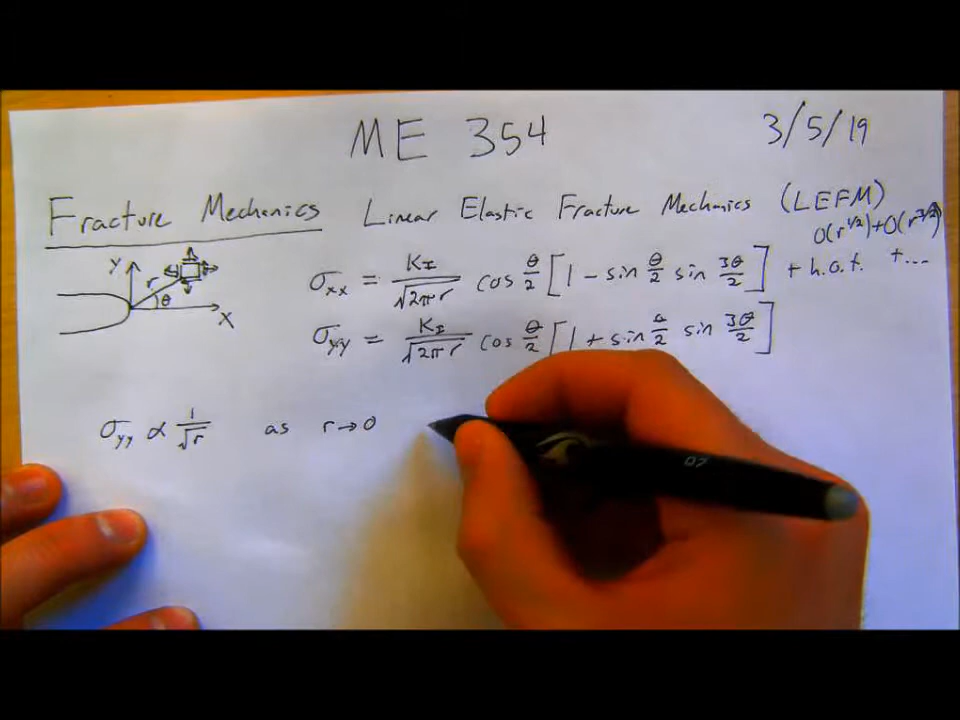 ME 354
3/5/19
Fracture Mechanics Linear Elastic Fracture Mechanics (LEFM)
O(r^1/2)+O(r^3/2)
σxx = KI/√2πr cos θ/2 [1 - sin θ/2 sin 3θ/2] + h.o.t. +...
y r θ x
σyy = KI/√2πr cos θ/2 [1 + sin θ/2 sin 3θ/2]
σyy ∝ 1/√r as r→0
07